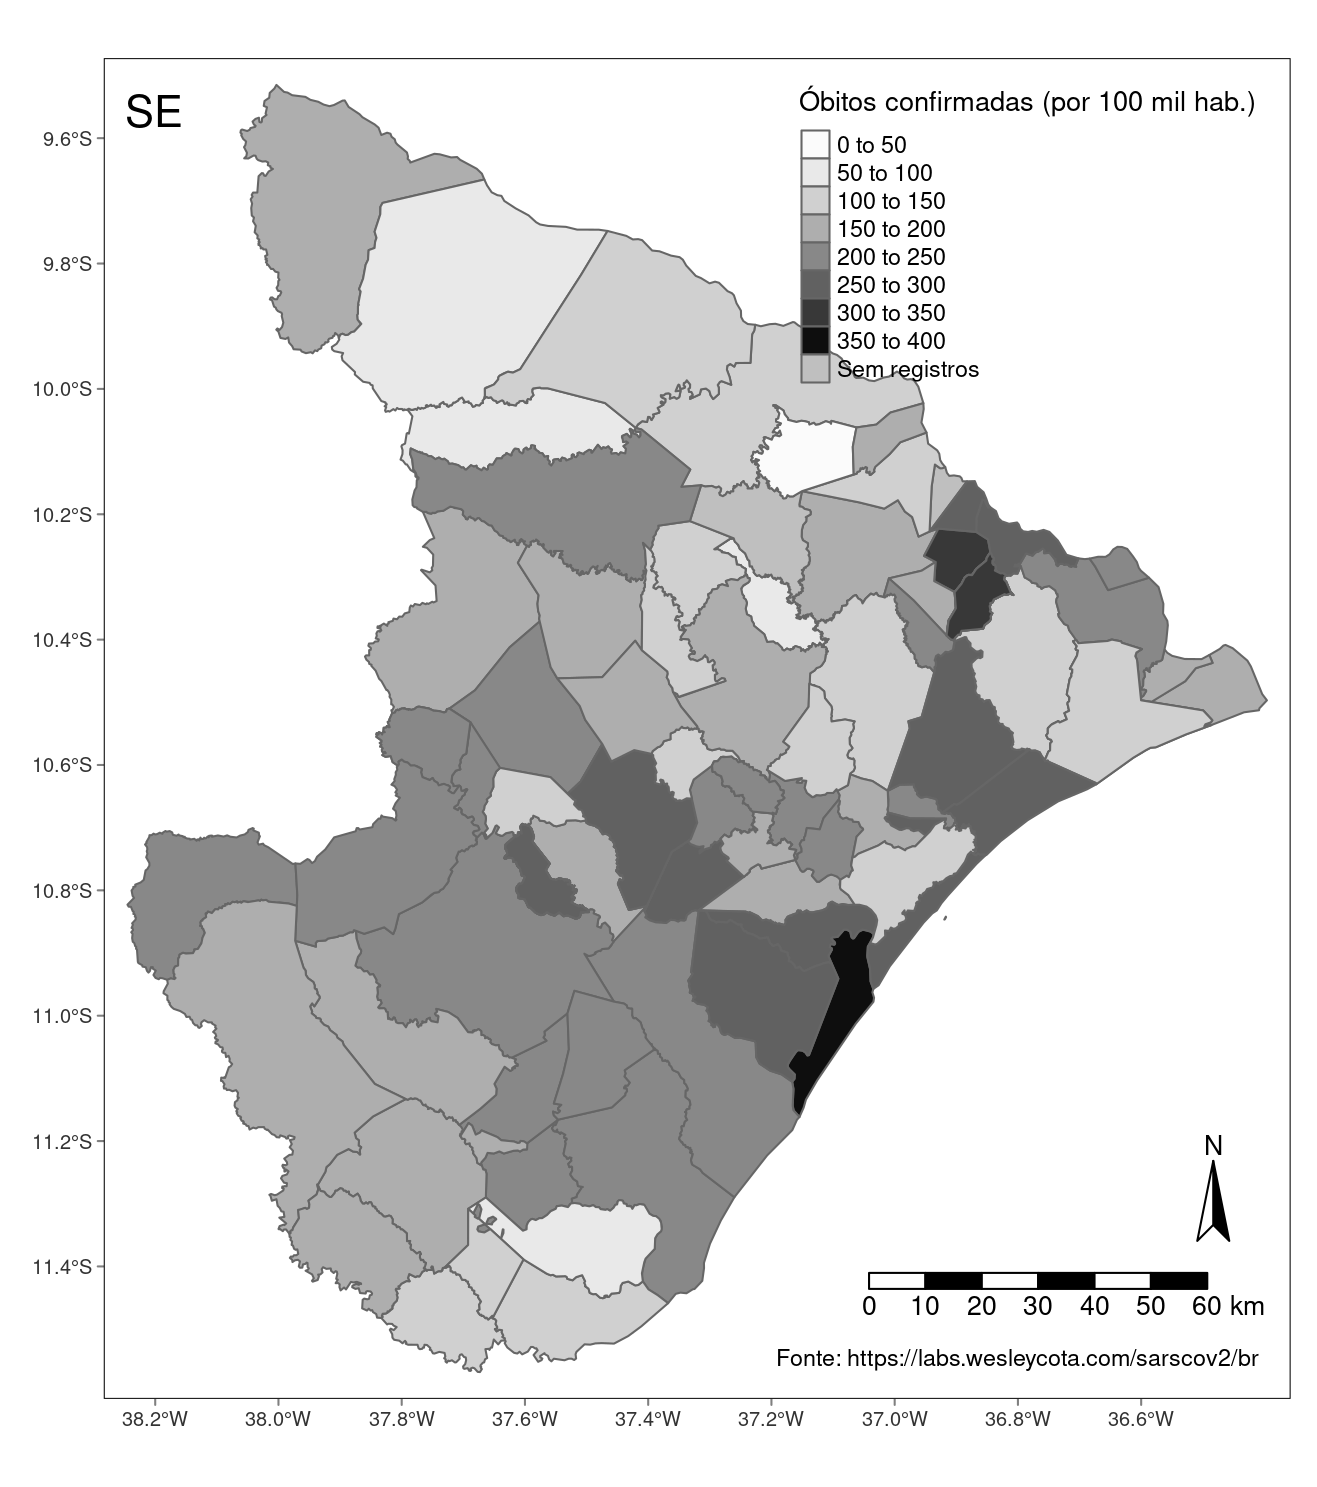 SE
Óbitos confirmadas (por 100 mil hab.)
0 to 50
50 to 100
100 to 150
150 to 200
200 to 250
250 to 300
300 to 350
350 to 400
Sem registros
9.6°S
9.8°S
10.0°S
10.2°S
10.4°S
10.6°S
10.8°S
11.0°S
11.2°S
11.4°S
N
0 10 20 30 40 50 60 km
Fonte: https://labs.wesleycota.com/sarscov2/br
38.2°W 38.0°W 37.8°W 37.6°W 37.4°W 37.2°W 37.0°W 36.8°W 36.6°W